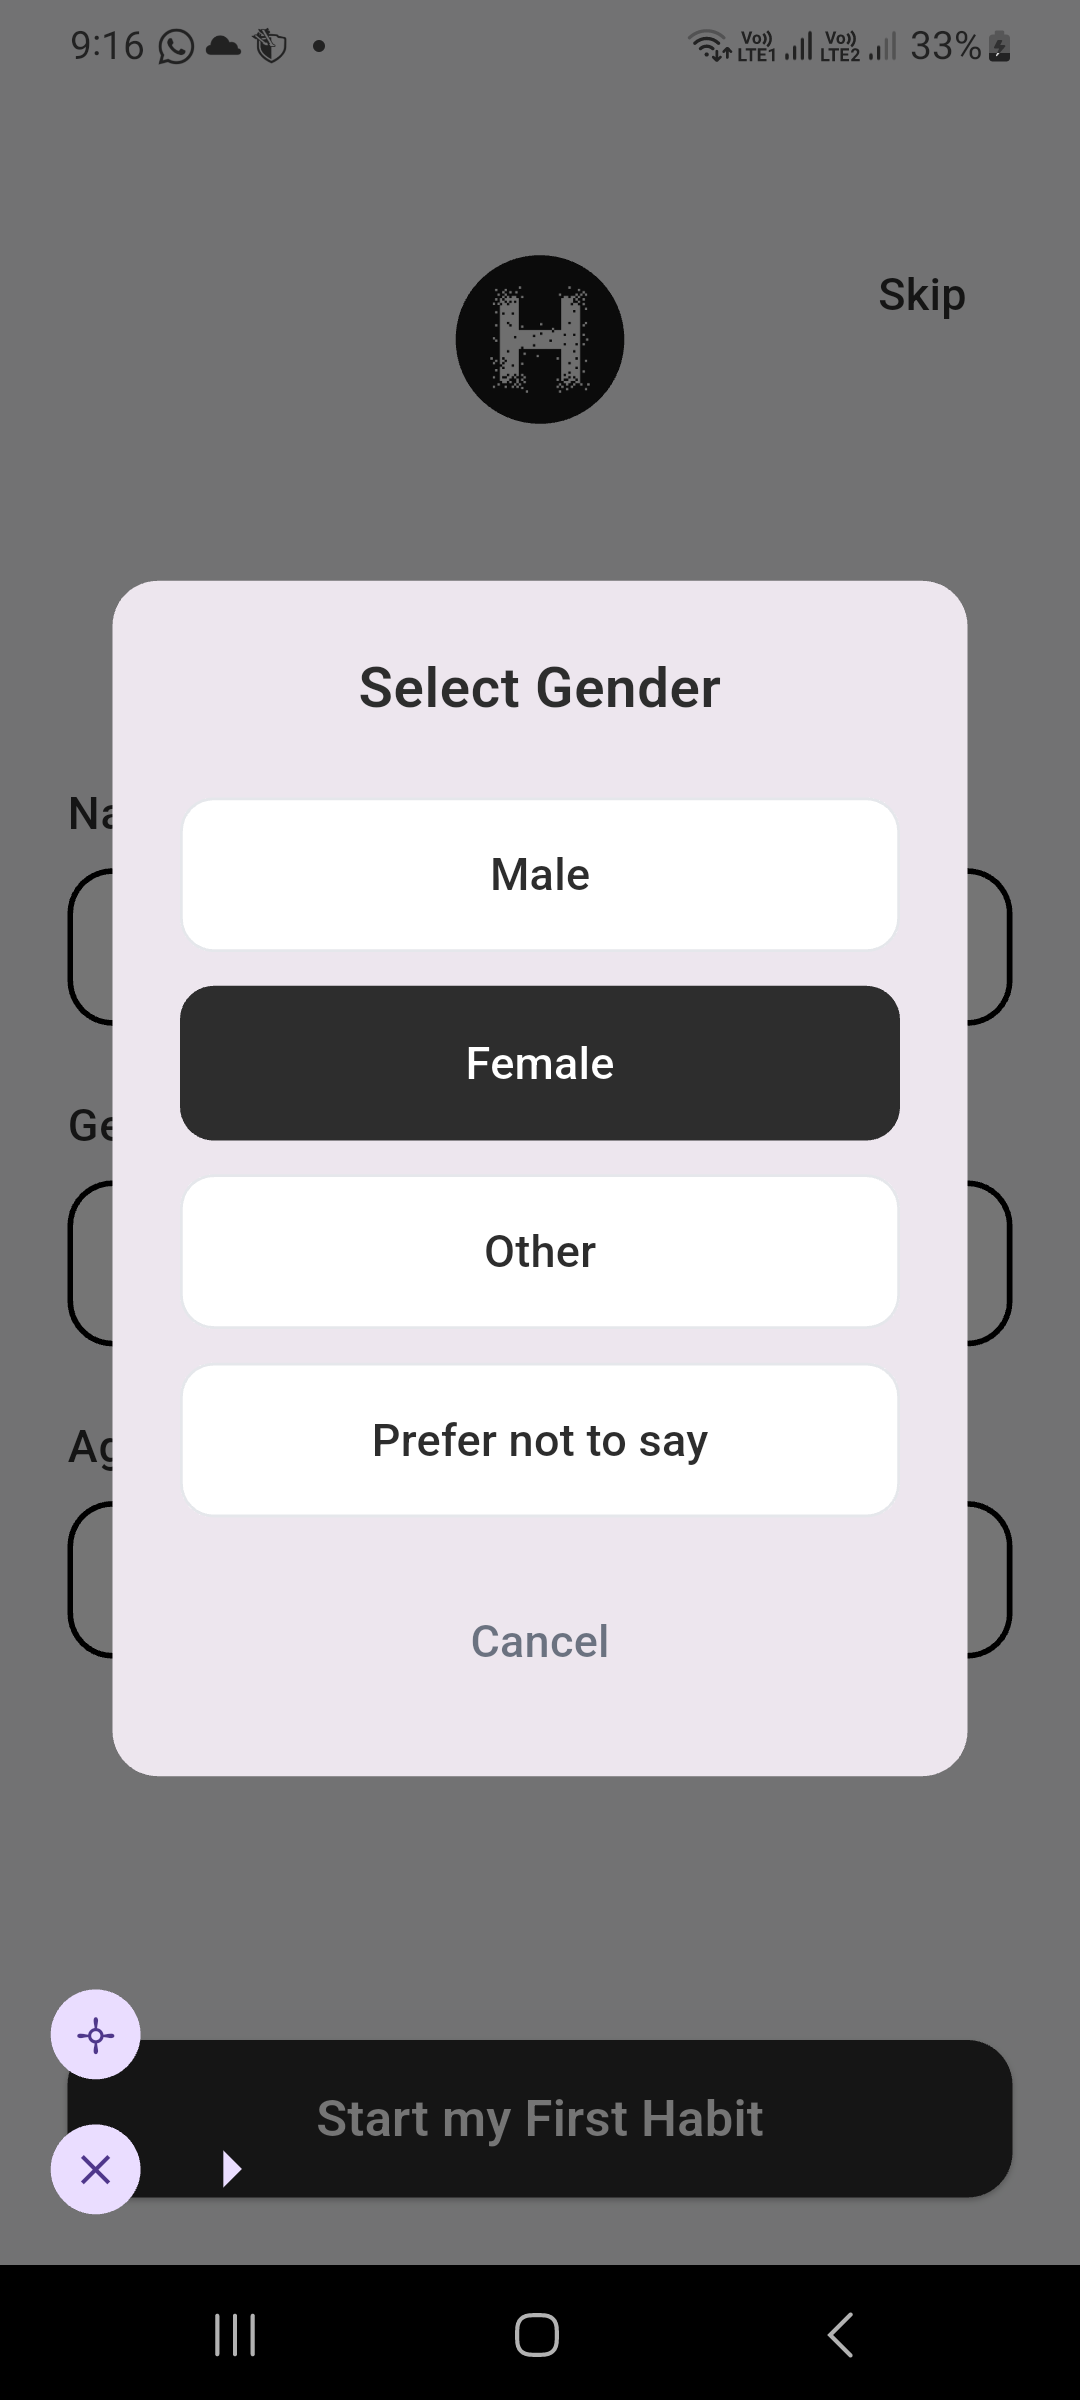 9:16 Vo)) LTE1 Vo)) LTE2 33%
H
Skip
Select Gender
Na
Male
Female
Ge
Other
Prefer not to say
Ag
Cancel
Start my First Habit